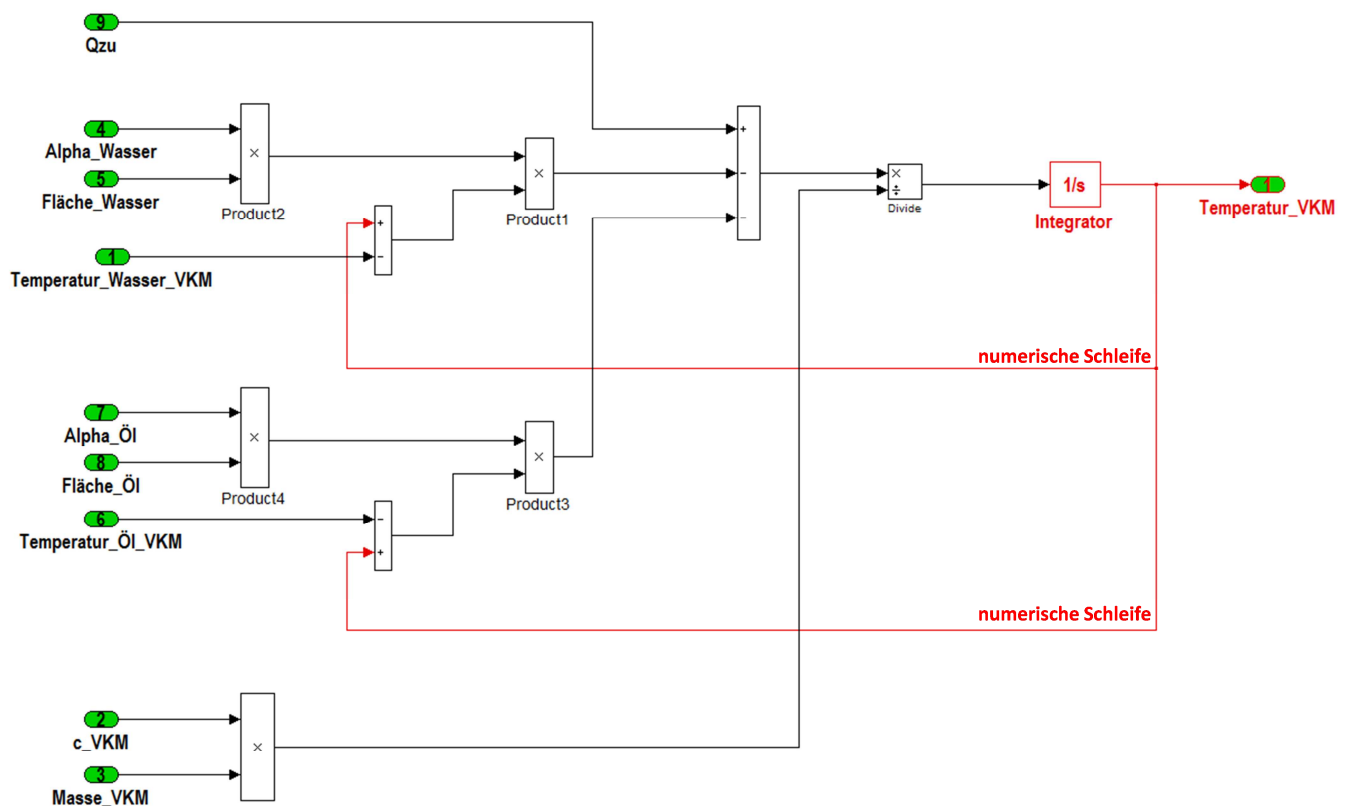 9
Qzu
4
Alpha_Wasser
5
Fläche_Wasser
×
Product2
1
Temperatur_Wasser_VKM
+
−
×
Product1
+
−
−
×
÷
Divide
1/s
Integrator
1
Temperatur_VKM
numerische Schleife
7
Alpha_Öl
8
Fläche_Öl
×
Product4
6
Temperatur_Öl_VKM
−
+
×
Product3
numerische Schleife
2
c_VKM
3
Masse_VKM
×